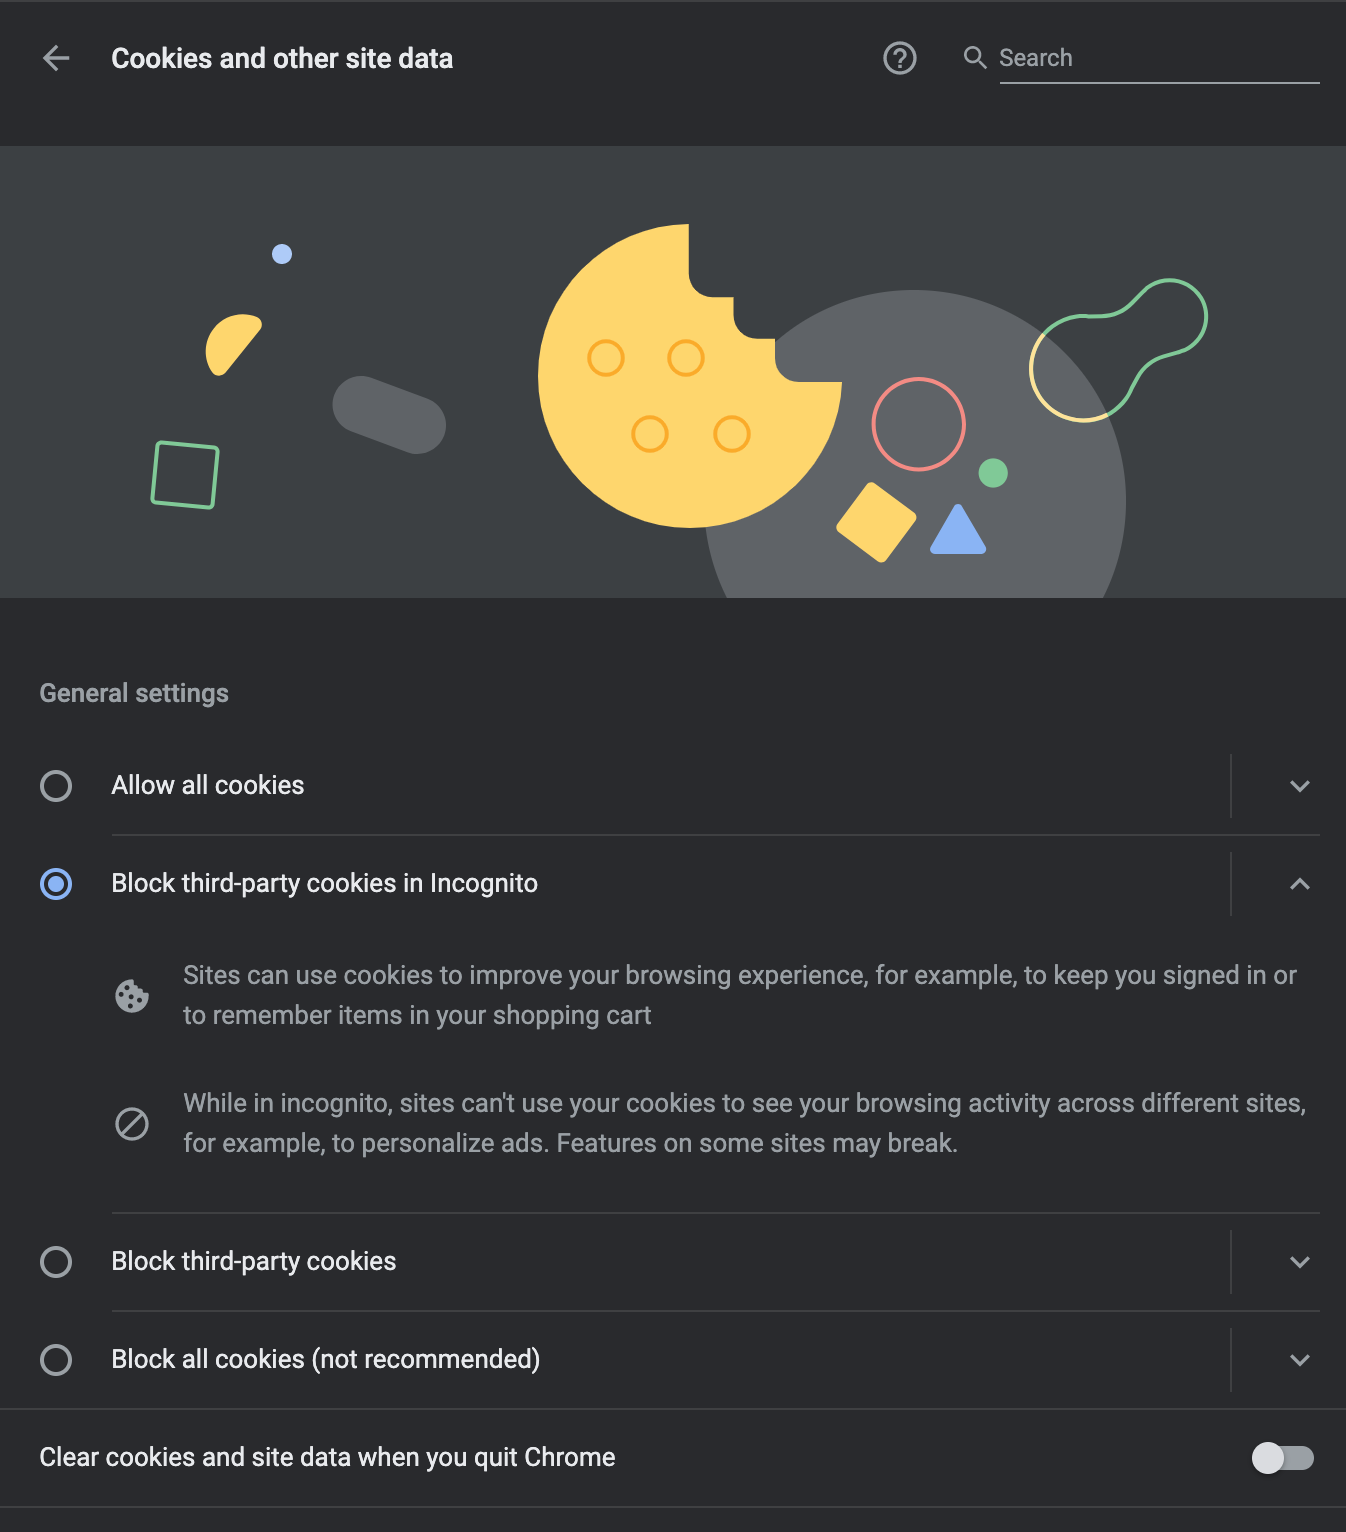 Cookies and other site data
Search
General settings
Allow all cookies
Block third-party cookies in Incognito
Sites can use cookies to improve your browsing experience, for example, to keep you signed in or
to remember items in your shopping cart
While in incognito, sites can't use your cookies to see your browsing activity across different sites,
for example, to personalize ads. Features on some sites may break.
Block third-party cookies
Block all cookies (not recommended)
Clear cookies and site data when you quit Chrome